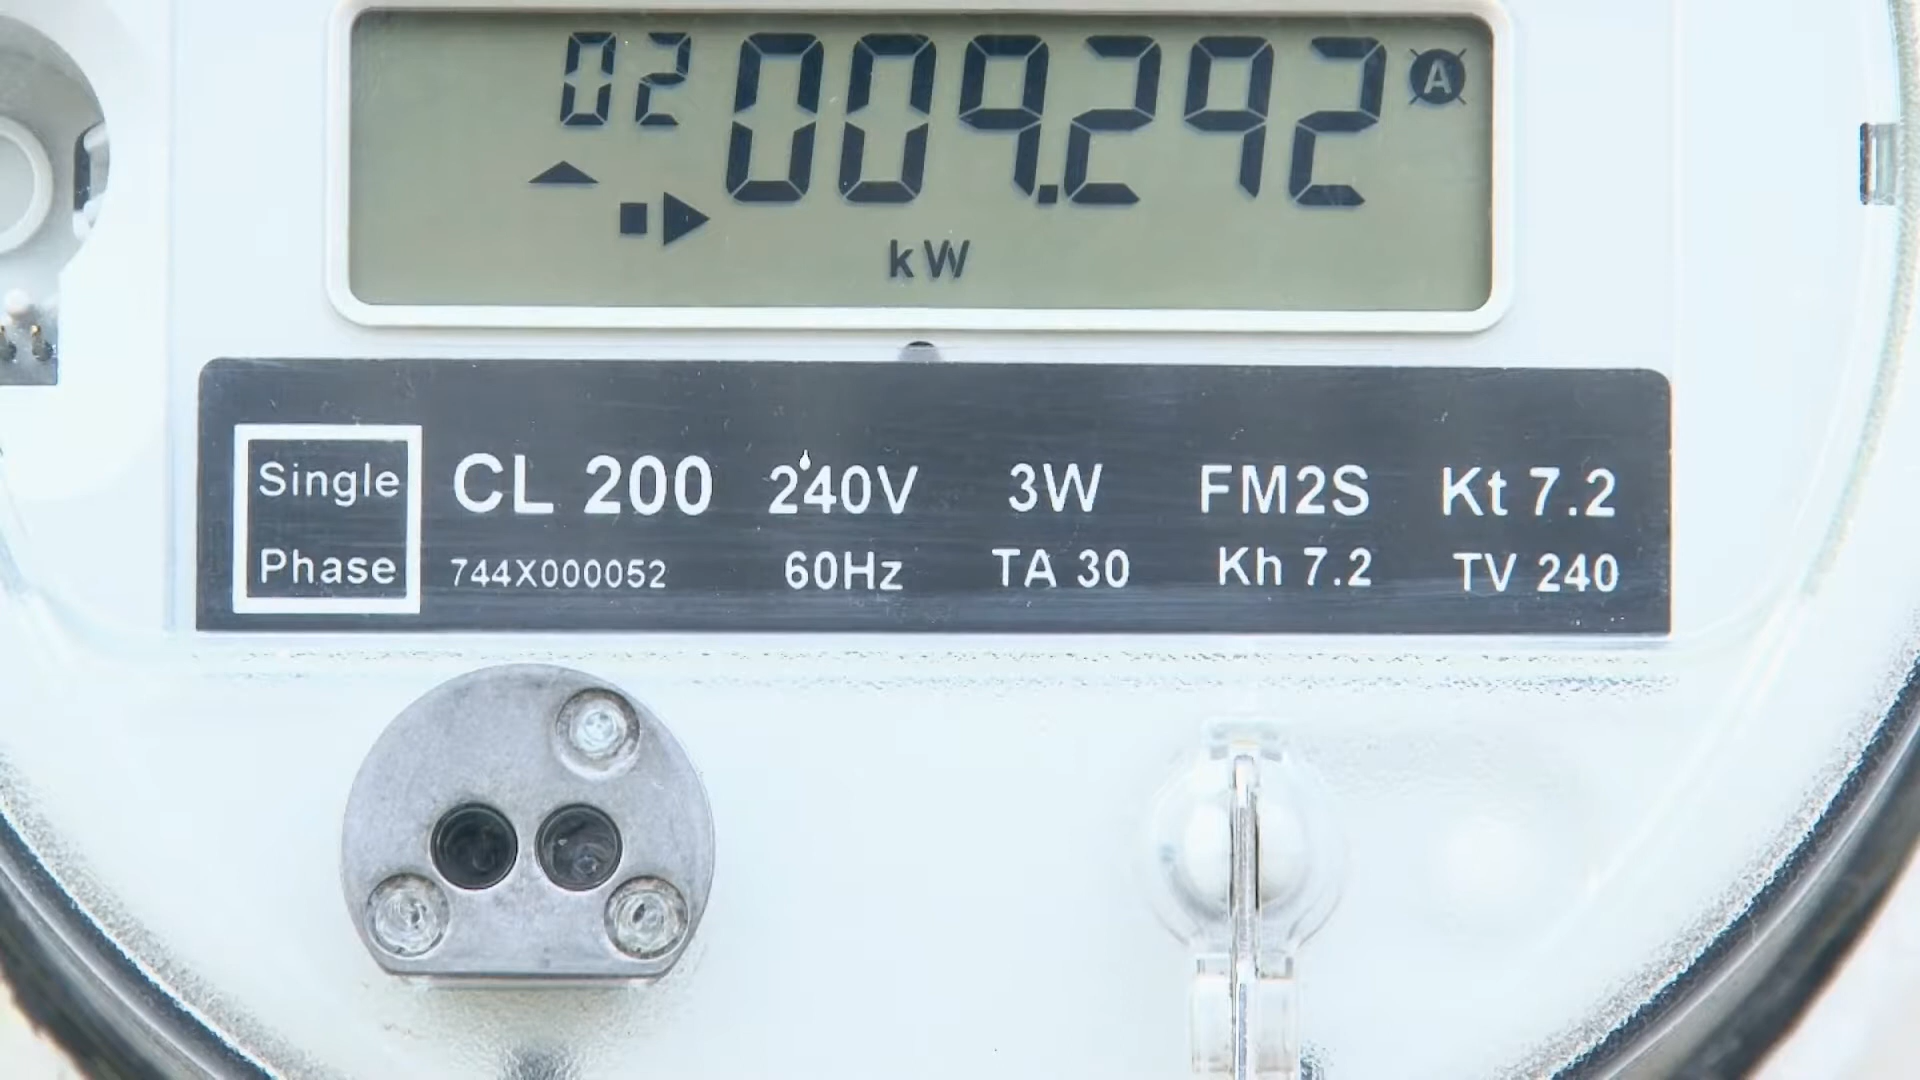 02 009.292 A
kW
Single Phase
CL 200 240V 3W FM2S Kt 7.2
744X000052 60Hz TA 30 Kh 7.2 TV 240